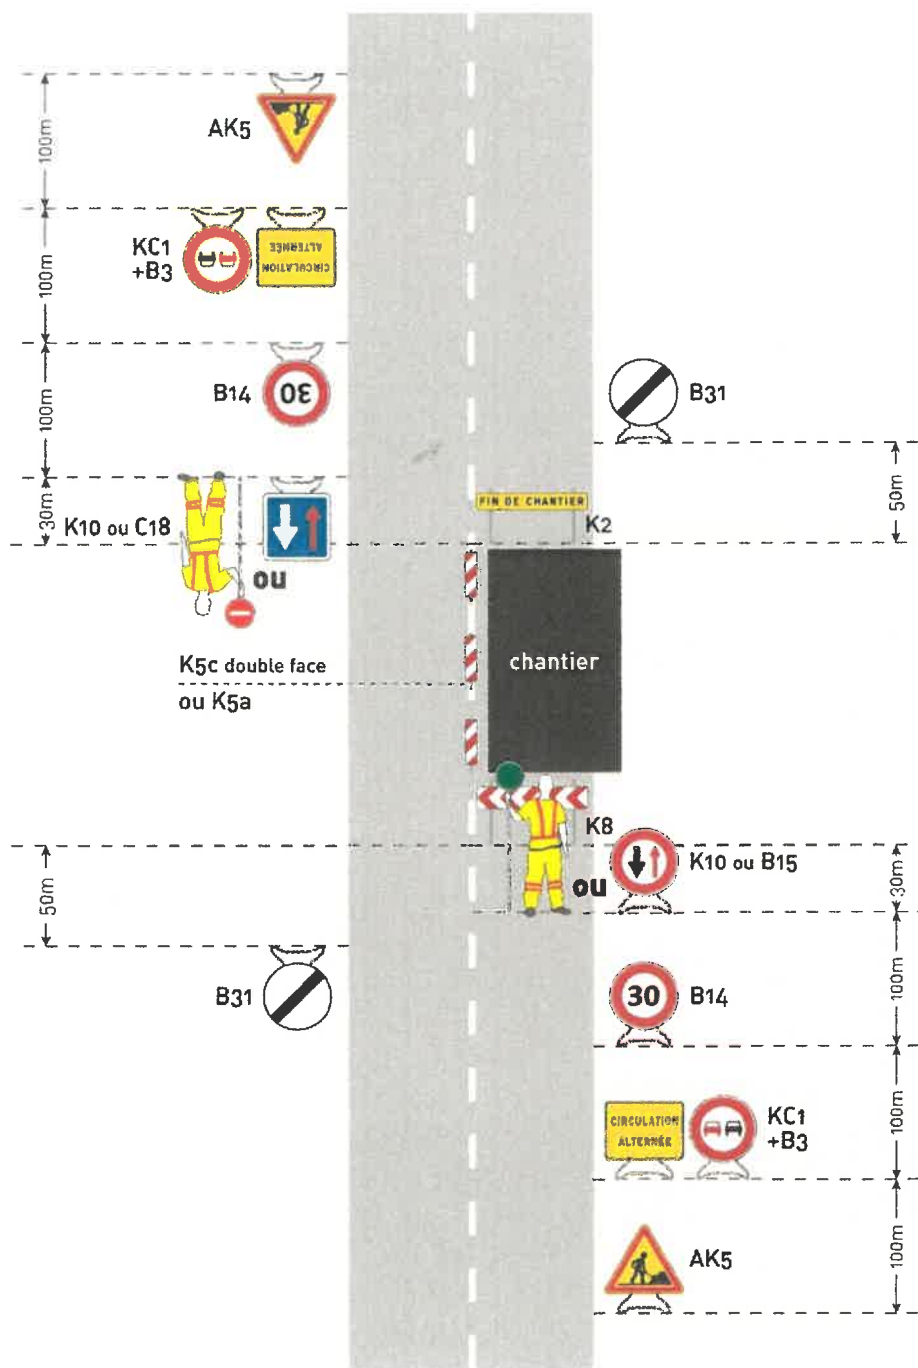 100m
AK5
100m
KC1
+B3
CIRCULATION
ALTERNÉE
100m
B14
30
B31
50m
30m
K10 ou C18
ou
FIN DE CHANTIER
K2
K5c double face
ou K5a
chantier
K8
ou
K10 ou B15
30m
50m
B31
30
B14
100m
CIRCULATION
ALTERNÉE
KC1
+B3
100m
AK5
100m